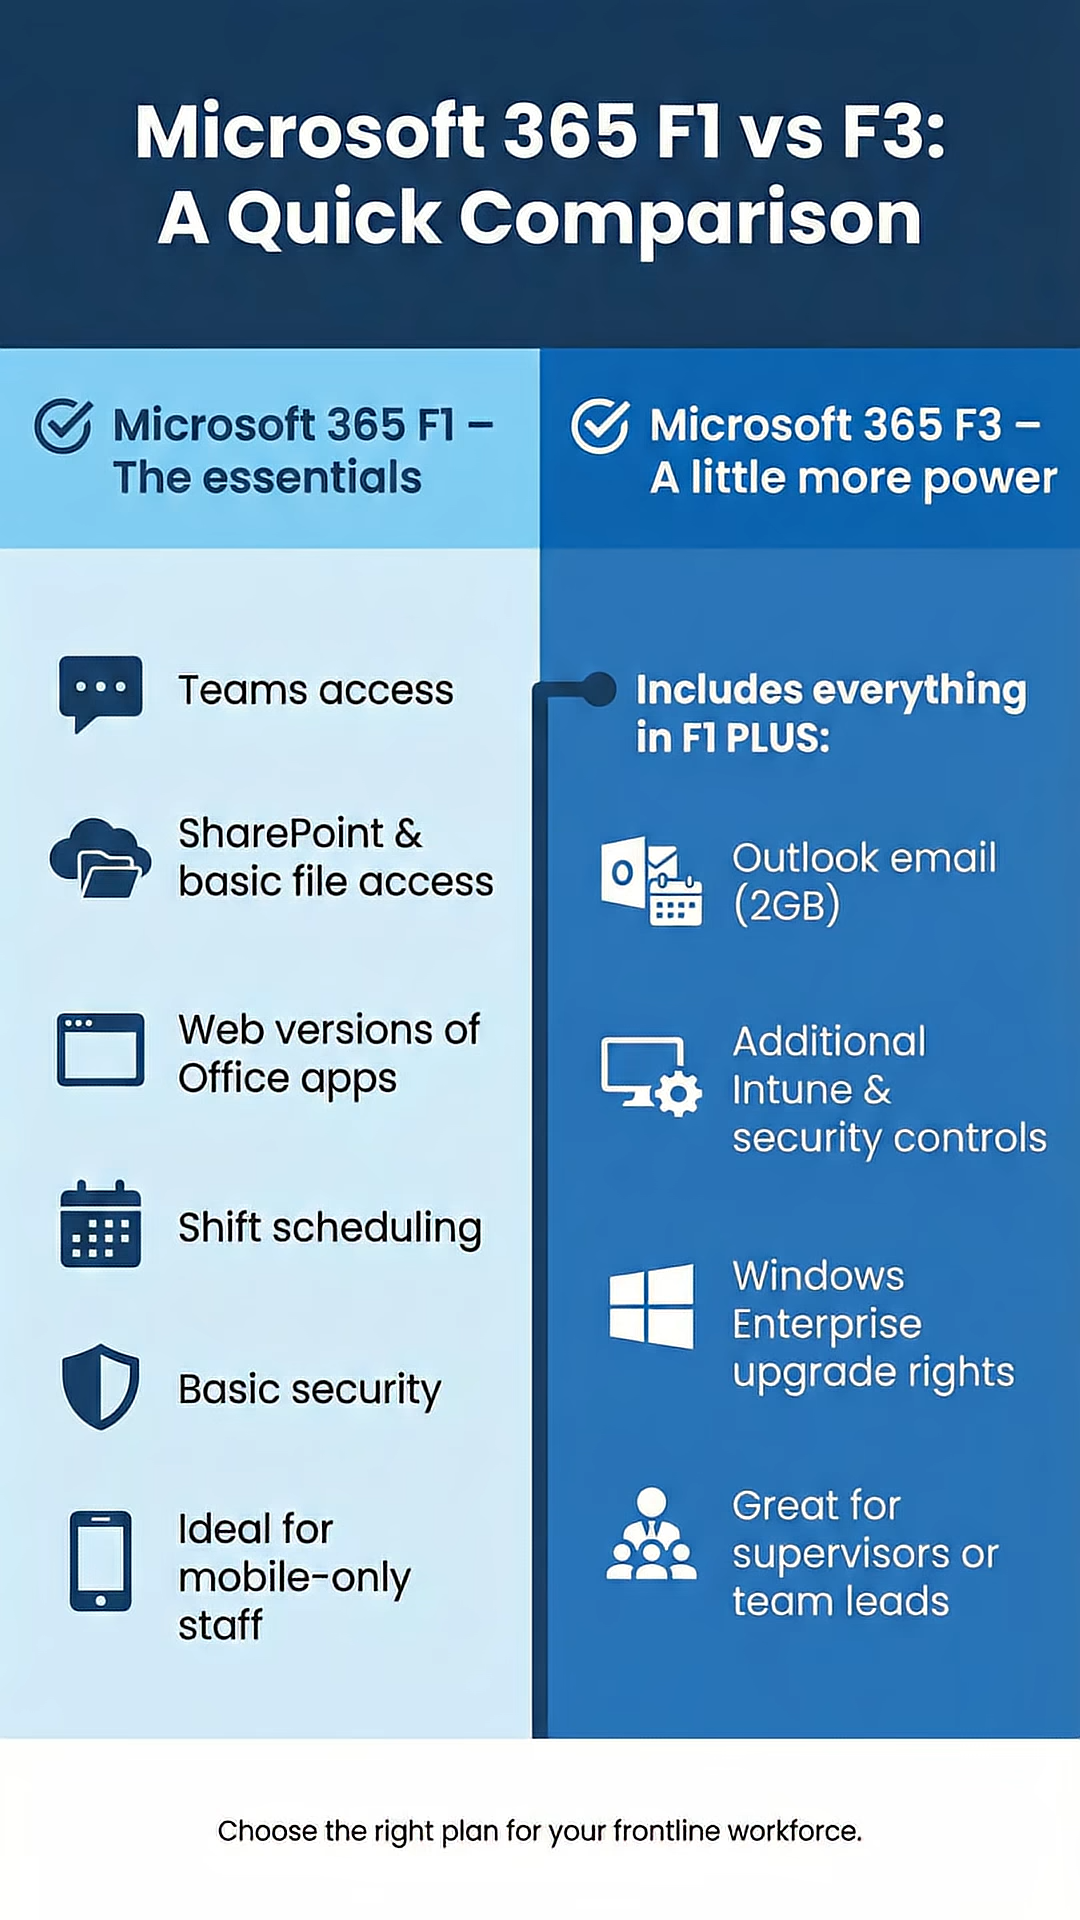 Microsoft 365 F1 vs F3:
A Quick Comparison
Microsoft 365 F1 –
The essentials
Teams access
SharePoint &
basic file access
Web versions of
Office apps
Shift scheduling
Basic security
Ideal for
mobile-only
staff
Microsoft 365 F3 –
A little more power
Includes everything
in F1 PLUS:
O
Outlook email
(2GB)
Additional
Intune &
security controls
Windows
Enterprise
upgrade rights
Great for
supervisors or
team leads
Choose the right plan for your frontline workforce.